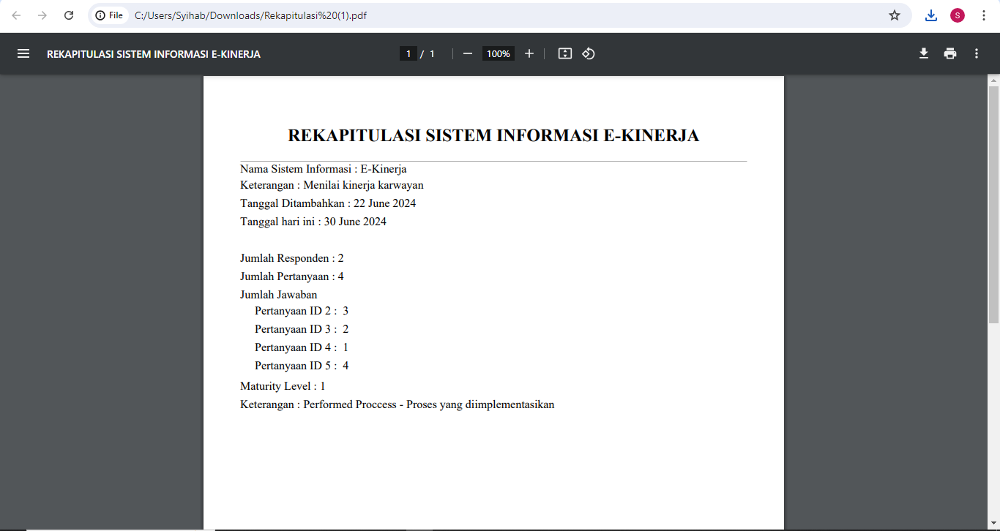 File C:/Users/Syihab/Downloads/Rekapitulasi%20(1).pdf S
REKAPITULASI SISTEM INFORMASI E-KINERJA 1 / 1 100%
REKAPITULASI SISTEM INFORMASI E-KINERJA
Nama Sistem Informasi : E-Kinerja
Keterangan : Menilai kinerja karwayan
Tanggal Ditambahkan : 22 June 2024
Tanggal hari ini : 30 June 2024
Jumlah Responden : 2
Jumlah Pertanyaan : 4
Jumlah Jawaban
Pertanyaan ID 2 : 3
Pertanyaan ID 3 : 2
Pertanyaan ID 4 : 1
Pertanyaan ID 5 : 4
Maturity Level : 1
Keterangan : Performed Proccess - Proses yang diimplementasikan